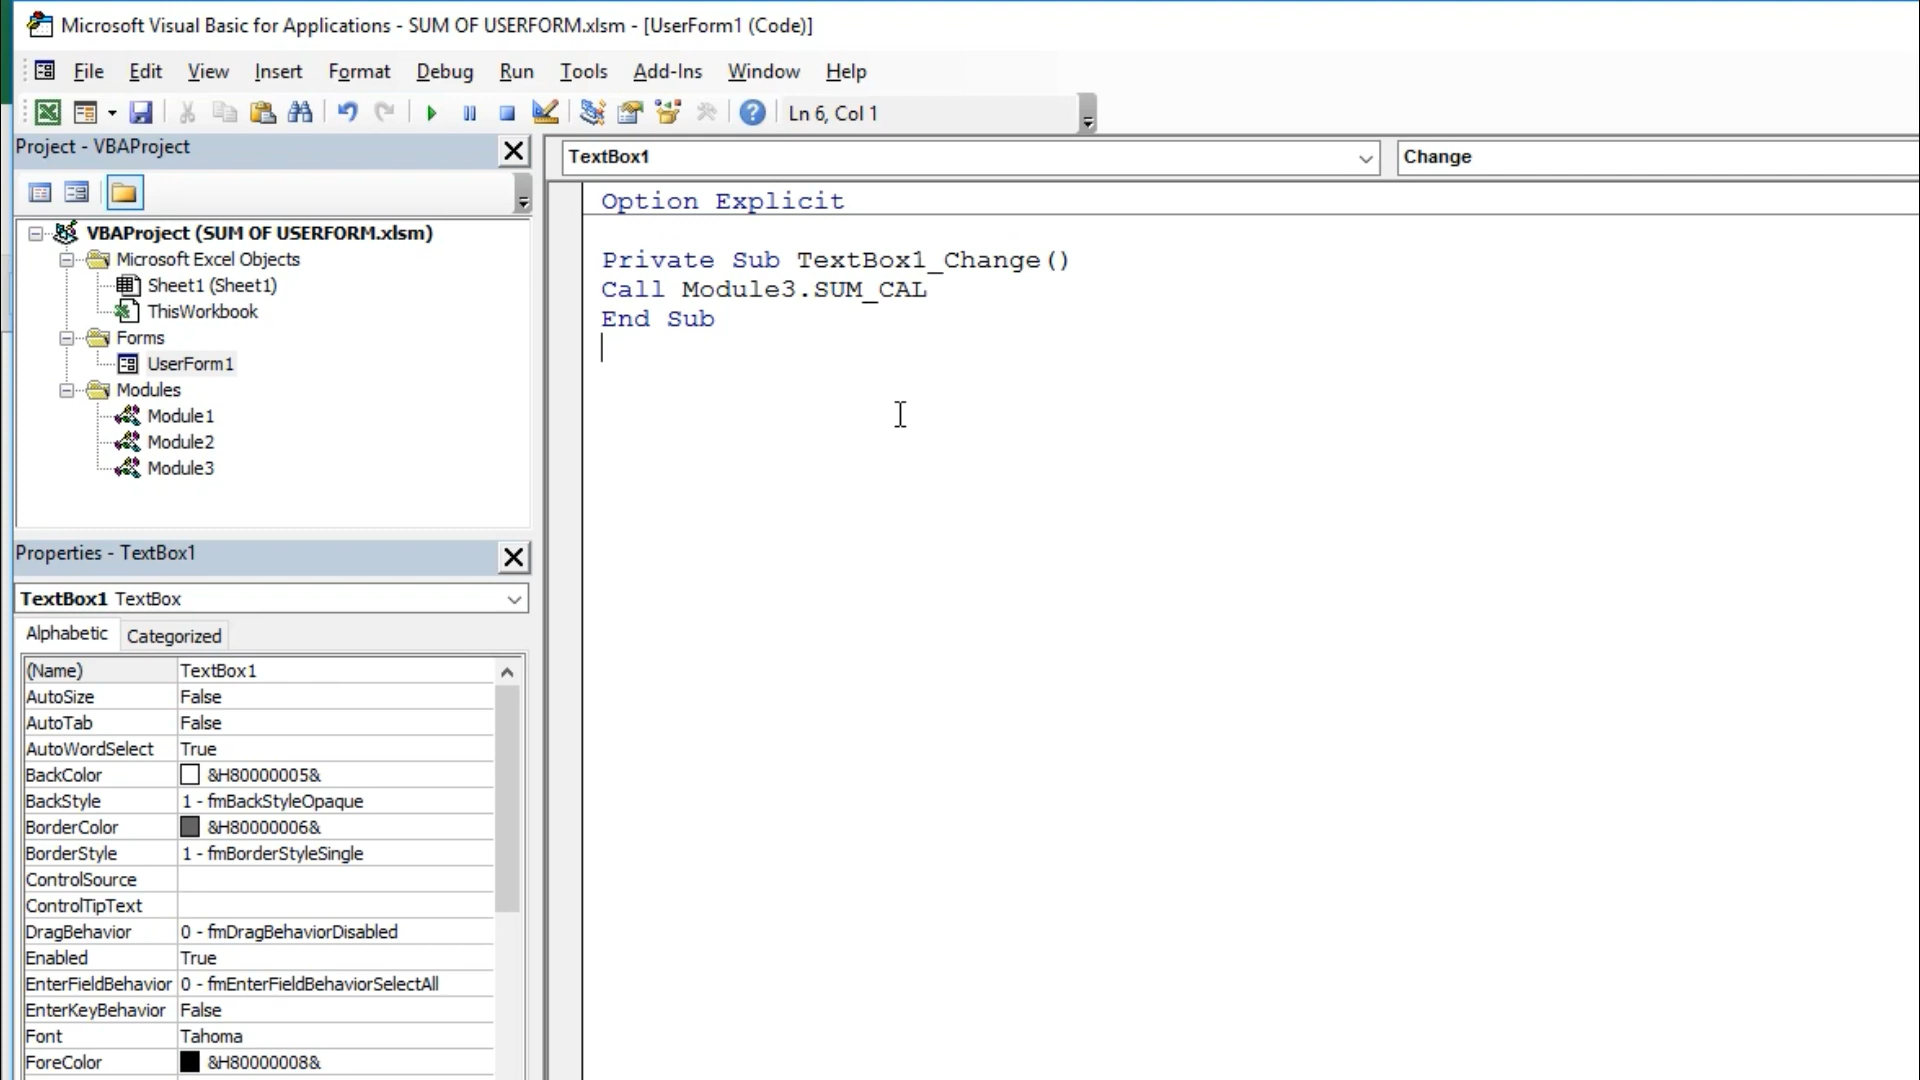 Microsoft Visual Basic for Applications - SUM OF USERFORM.xlsm - [UserForm1 (Code)]
File Edit View Insert Format Debug Run Tools Add-Ins Window Help
Ln 6, Col 1
Project - VBAProject
VBAProject (SUM OF USERFORM.xlsm)
Microsoft Excel Objects
Sheet1 (Sheet1)
ThisWorkbook
Forms
UserForm1
Modules
Module1
Module2
Module3
Properties - TextBox1
TextBox1 TextBox
Alphabetic Categorized
(Name) TextBox1
AutoSize False
AutoTab False
AutoWordSelect True
BackColor &H80000005&
BackStyle 1 - fmBackStyleOpaque
BorderColor &H80000006&
BorderStyle 1 - fmBorderStyleSingle
ControlSource
ControlTipText
DragBehavior 0 - fmDragBehaviorDisabled
Enabled True
EnterFieldBehavior 0 - fmEnterFieldBehaviorSelectAll
EnterKeyBehavior False
Font Tahoma
ForeColor &H80000008&
TextBox1 Change
Option Explicit
Private Sub TextBox1_Change()
Call Module3.SUM_CAL
End Sub